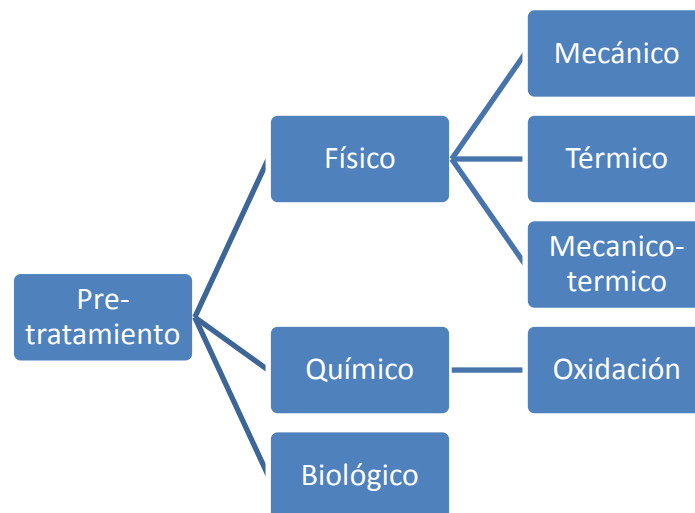 Pre-
tratamiento
Físico
Mecánico
Térmico
Mecanico-
termico
Químico
Oxidación
Biológico